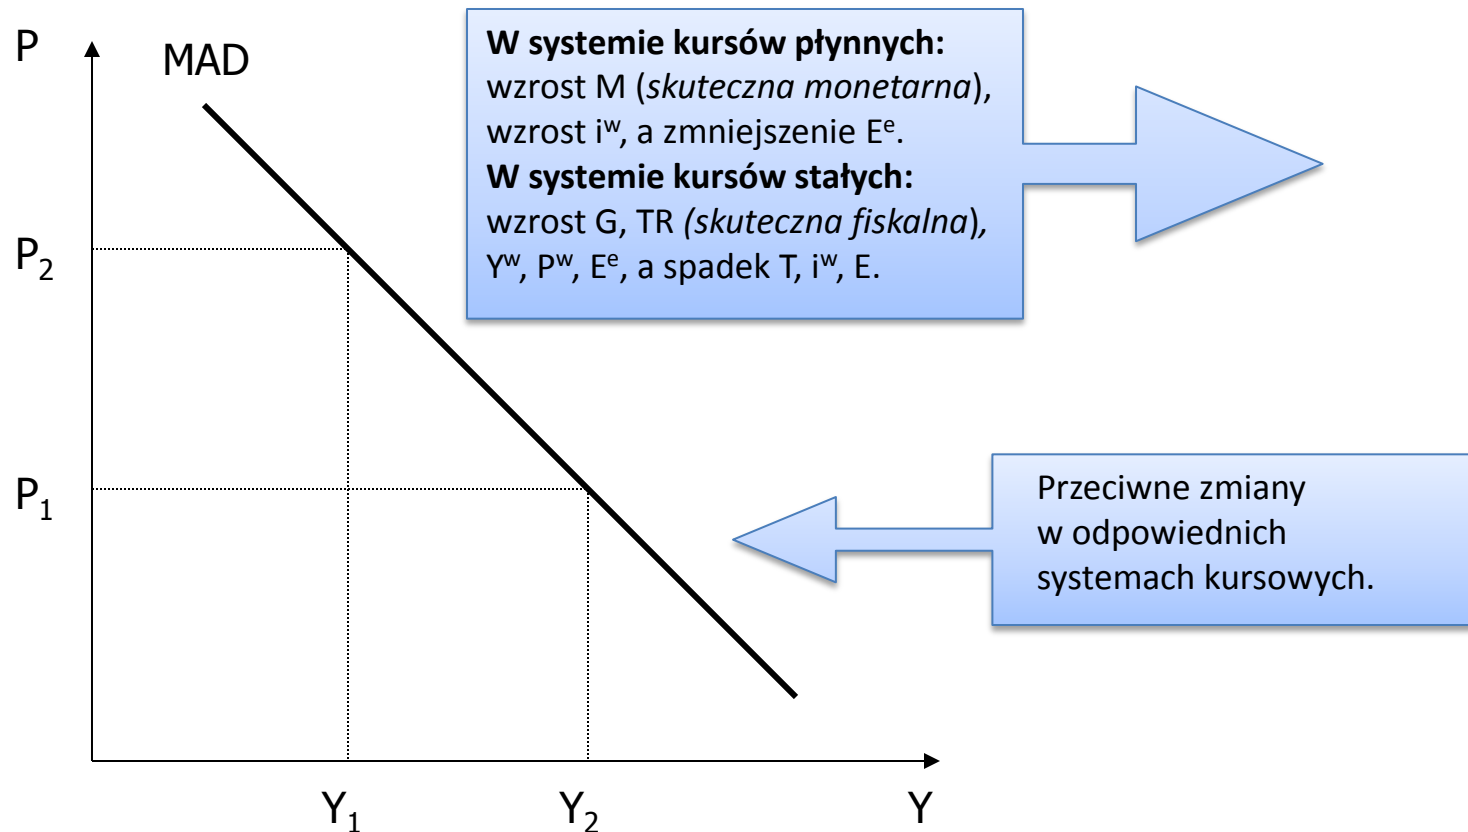 P
MAD
W systemie kursów płynnych:
wzrost M (skuteczna monetarna),
wzrost iʷ, a zmniejszenie Eᵉ.
W systemie kursów stałych:
wzrost G, TR (skuteczna fiskalna),
Yʷ, Pʷ, Eᵉ, a spadek T, iʷ, E.
P₂
P₁
Przeciwne zmiany
w odpowiednich
systemach kursowych.
Y₁
Y₂
Y